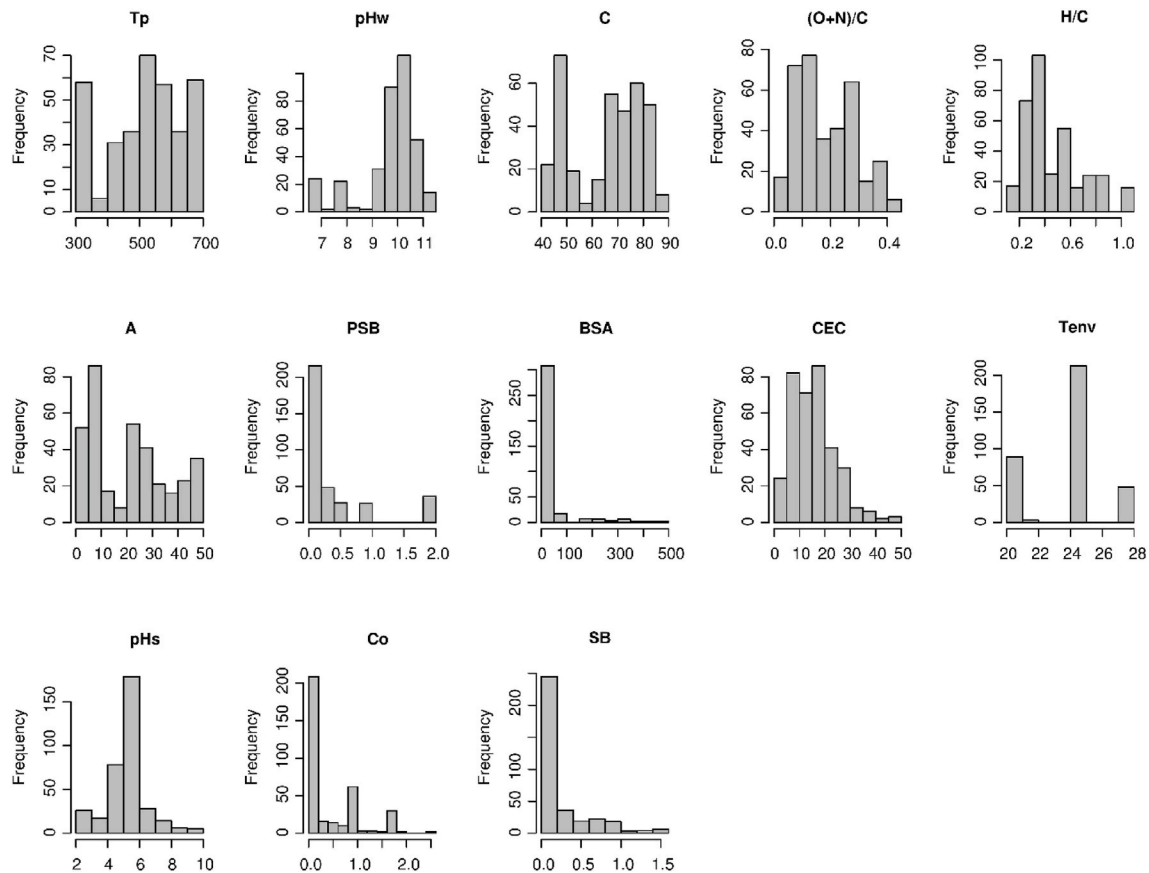 Tp
Frequency
0 10 30 50 70
300 500 700
pHw
Frequency
0 20 40 60 80
7 8 9 10 11
C
Frequency
0 20 40 60
40 50 60 70 80 90
(O+N)/C
Frequency
0 20 40 60 80
0.0 0.2 0.4
H/C
Frequency
0 20 40 60 80 100
0.2 0.6 1.0
A
Frequency
0 20 40 60 80
0 10 20 30 40 50
PSB
Frequency
0 50 100 150 200
0.0 0.5 1.0 2.0
BSA
Frequency
0 50 150 200 300
0 100 300 500
CEC
Frequency
0 20 40 60 80
0 10 20 30 40 50
Tenv
Frequency
0 50 100 150 200
20 22 24 26 28
pHs
Frequency
0 50 100 150
2 4 6 8 10
Co
Frequency
0 50 100 150 200
0.0 1.0 2.0
SB
Frequency
0 50 100 200
0.0 0.5 1.0 1.5